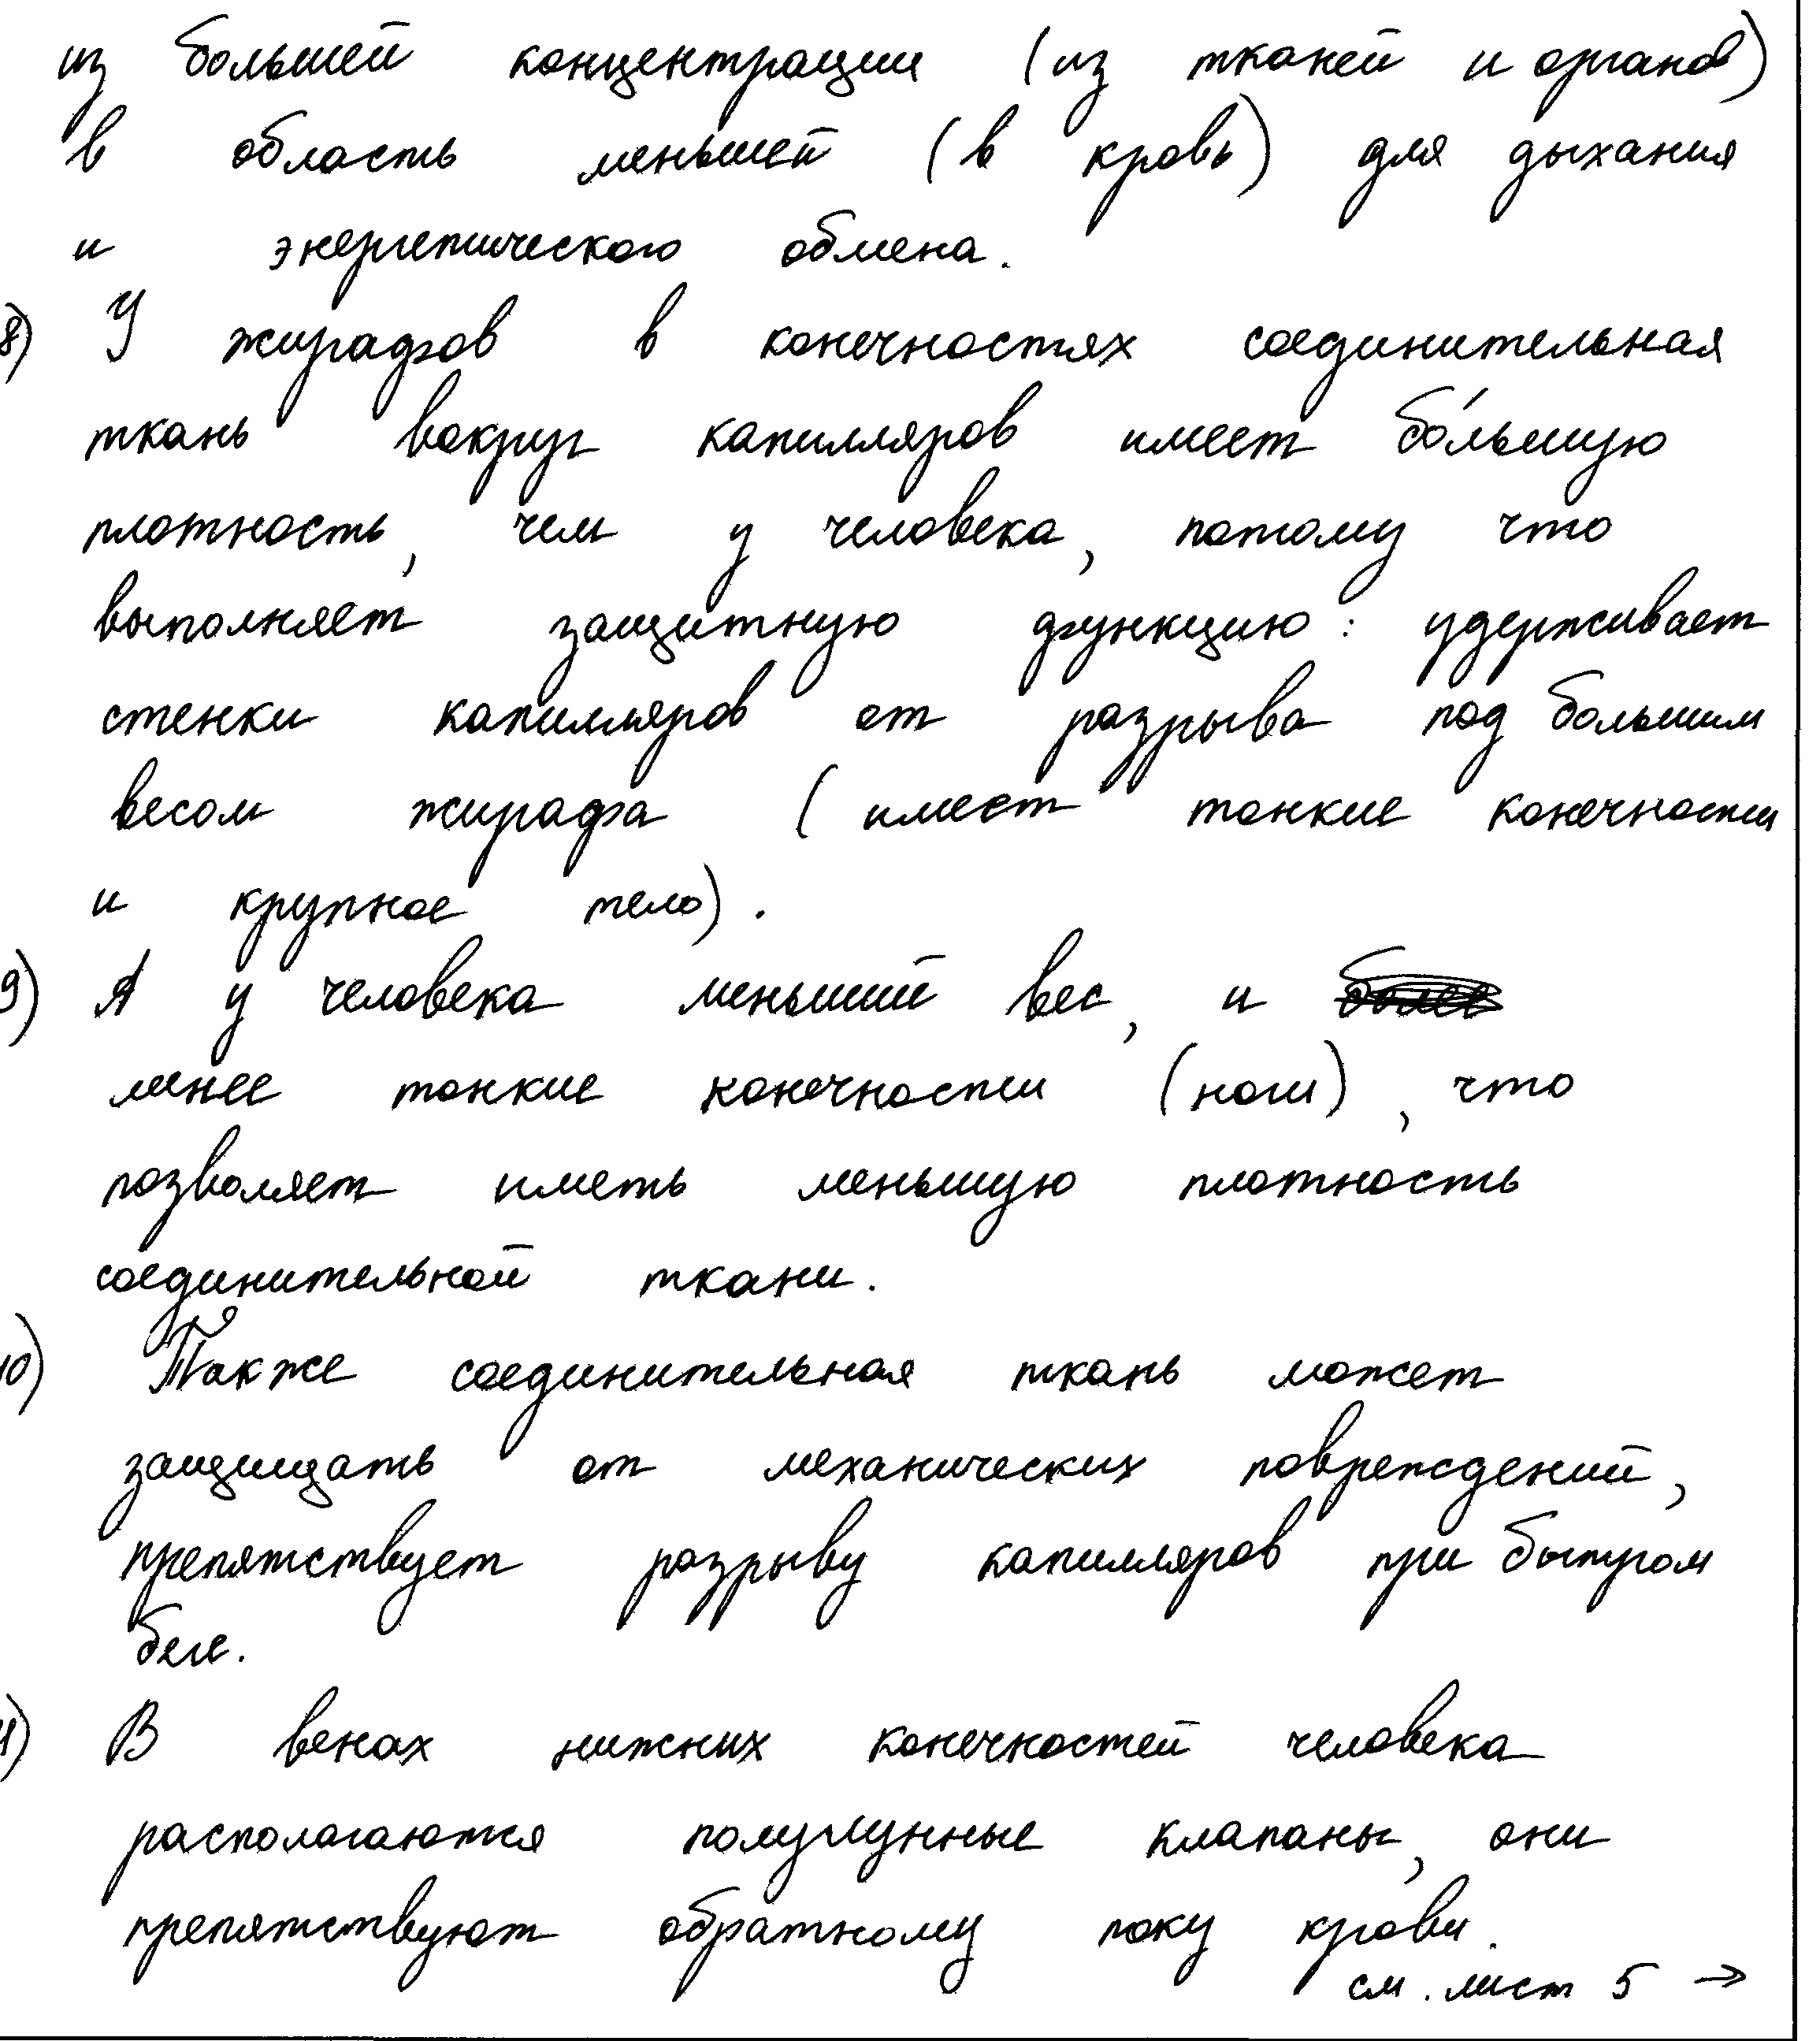 из большей концентрации (из тканей и органов)
в область меньшей (в кровь) для дыхания
и энергетического обмена.
8) У жирафов в конечностях соединительная
ткань вокруг капилляров имеет бо́льшую
плотность, чем у человека, потому что
выполняет защитную функцию: удерживает
стенки капилляров от разрыва под большим
весом жирафа (имеет тонкие конечности
и крупное тело).
9) А у человека меньший вес, и более
менее тонкие конечности (ноги), что
позволяет иметь меньшую плотность
соединительной ткани.
10) Также соединительная ткань может
защищать от механических повреждений,
препятствует разрыву капилляров при быстром
беге.
11) В венах нижних конечностей человека
располагаются полулунные клапаны, они
препятствуют обратному току крови.
см. лист 5 →